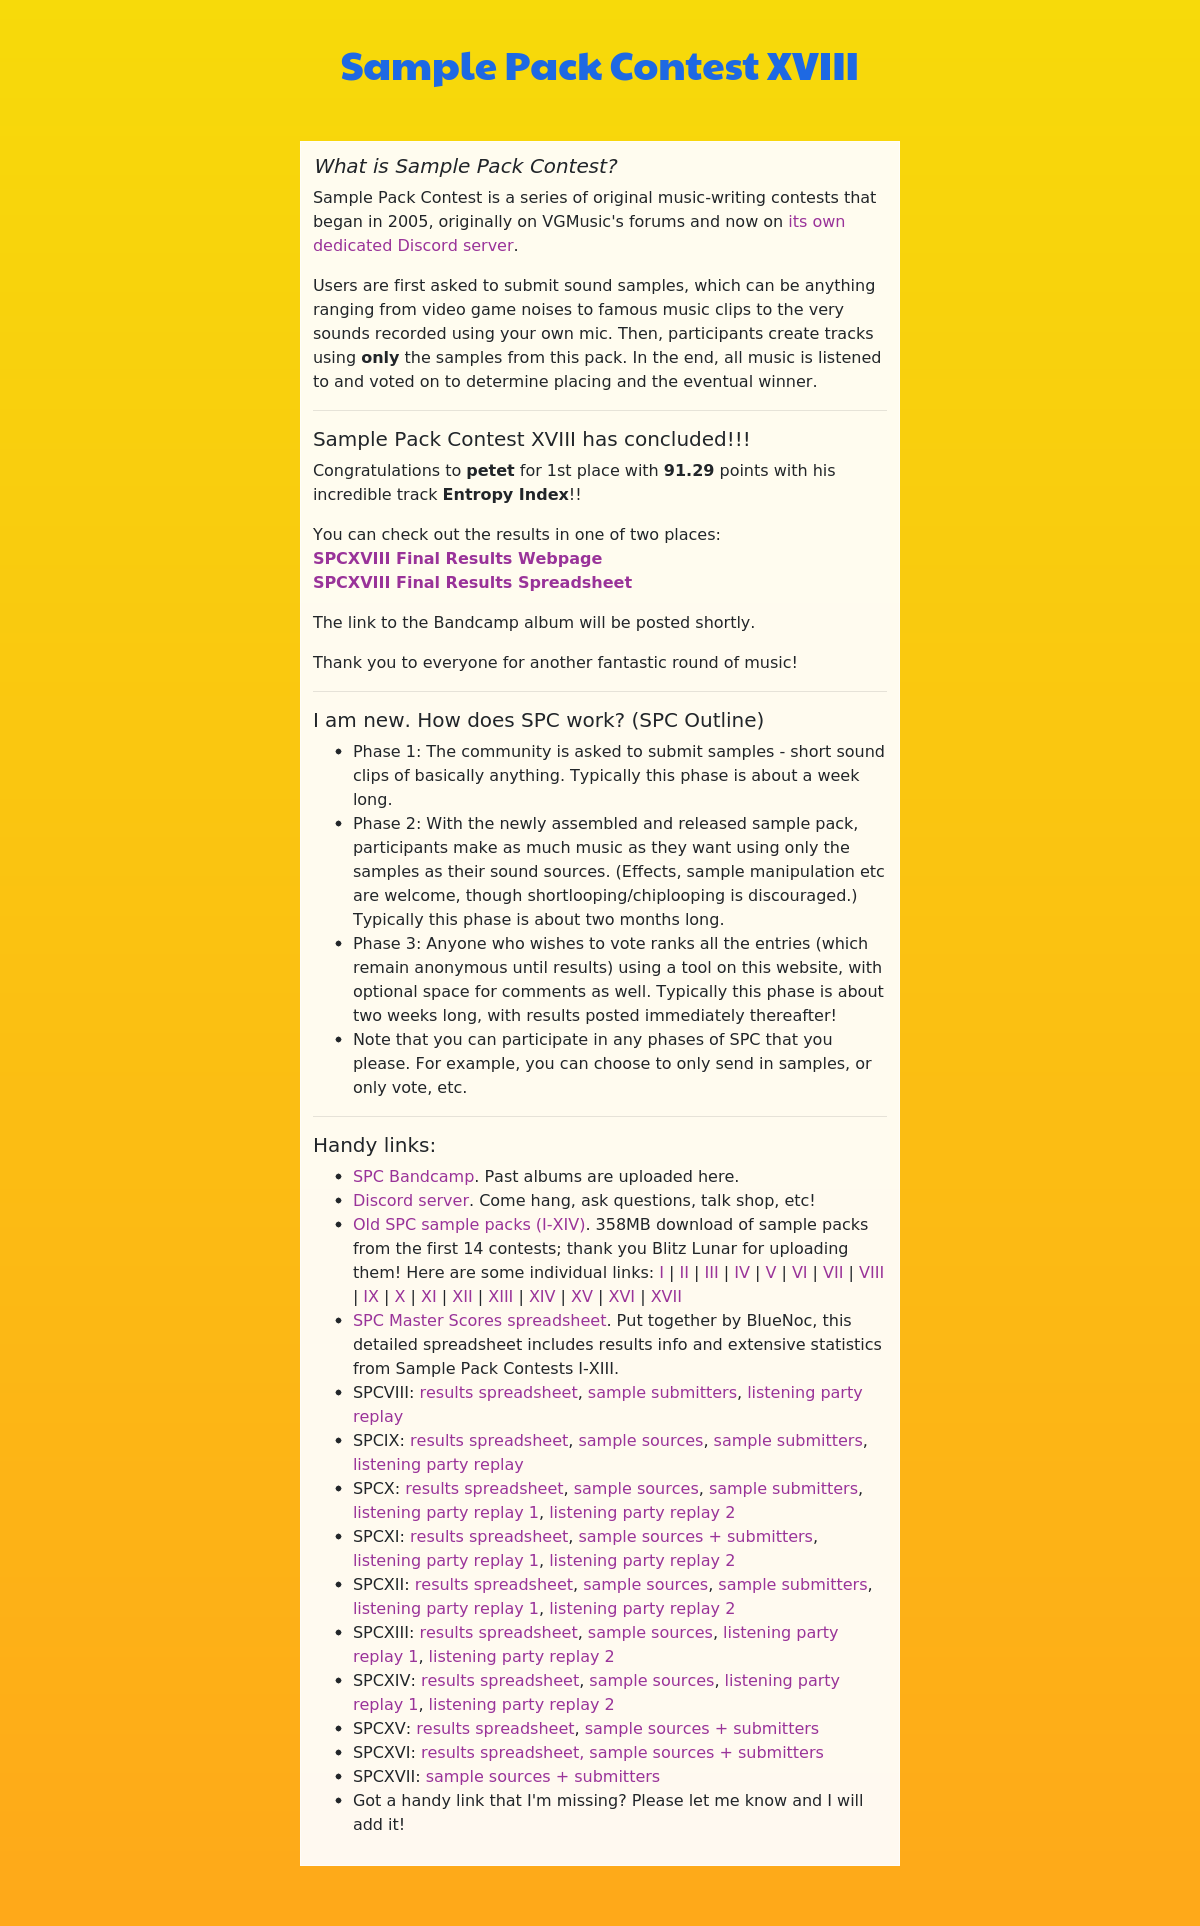 Sample Pack Contest XVIII
What is Sample Pack Contest?
Sample Pack Contest is a series of original music-writing contests that
began in 2005, originally on VGMusic's forums and now on its own
dedicated Discord server.
Users are first asked to submit sound samples, which can be anything
ranging from video game noises to famous music clips to the very
sounds recorded using your own mic. Then, participants create tracks
using only the samples from this pack. In the end, all music is listened
to and voted on to determine placing and the eventual winner.
Sample Pack Contest XVIII has concluded!!!
Congratulations to petet for 1st place with 91.29 points with his
incredible track Entropy Index!!
You can check out the results in one of two places:
SPCXVIII Final Results Webpage
SPCXVIII Final Results Spreadsheet
The link to the Bandcamp album will be posted shortly.
Thank you to everyone for another fantastic round of music!
I am new. How does SPC work? (SPC Outline)
• Phase 1: The community is asked to submit samples - short sound
clips of basically anything. Typically this phase is about a week
long.
• Phase 2: With the newly assembled and released sample pack,
participants make as much music as they want using only the
samples as their sound sources. (Effects, sample manipulation etc
are welcome, though shortlooping/chiplooping is discouraged.)
Typically this phase is about two months long.
• Phase 3: Anyone who wishes to vote ranks all the entries (which
remain anonymous until results) using a tool on this website, with
optional space for comments as well. Typically this phase is about
two weeks long, with results posted immediately thereafter!
• Note that you can participate in any phases of SPC that you
please. For example, you can choose to only send in samples, or
only vote, etc.
Handy links:
• SPC Bandcamp. Past albums are uploaded here.
• Discord server. Come hang, ask questions, talk shop, etc!
• Old SPC sample packs (I-XIV). 358MB download of sample packs
from the first 14 contests; thank you Blitz Lunar for uploading
them! Here are some individual links: I | II | III | IV | V | VI | VII | VIII
| IX | X | XI | XII | XIII | XIV | XV | XVI | XVII
• SPC Master Scores spreadsheet. Put together by BlueNoc, this
detailed spreadsheet includes results info and extensive statistics
from Sample Pack Contests I-XIII.
• SPCVIII: results spreadsheet, sample submitters, listening party
replay
• SPCIX: results spreadsheet, sample sources, sample submitters,
listening party replay
• SPCX: results spreadsheet, sample sources, sample submitters,
listening party replay 1, listening party replay 2
• SPCXI: results spreadsheet, sample sources + submitters,
listening party replay 1, listening party replay 2
• SPCXII: results spreadsheet, sample sources, sample submitters,
listening party replay 1, listening party replay 2
• SPCXIII: results spreadsheet, sample sources, listening party
replay 1, listening party replay 2
• SPCXIV: results spreadsheet, sample sources, listening party
replay 1, listening party replay 2
• SPCXV: results spreadsheet, sample sources + submitters
• SPCXVI: results spreadsheet, sample sources + submitters
• SPCXVII: sample sources + submitters
• Got a handy link that I'm missing? Please let me know and I will
add it!